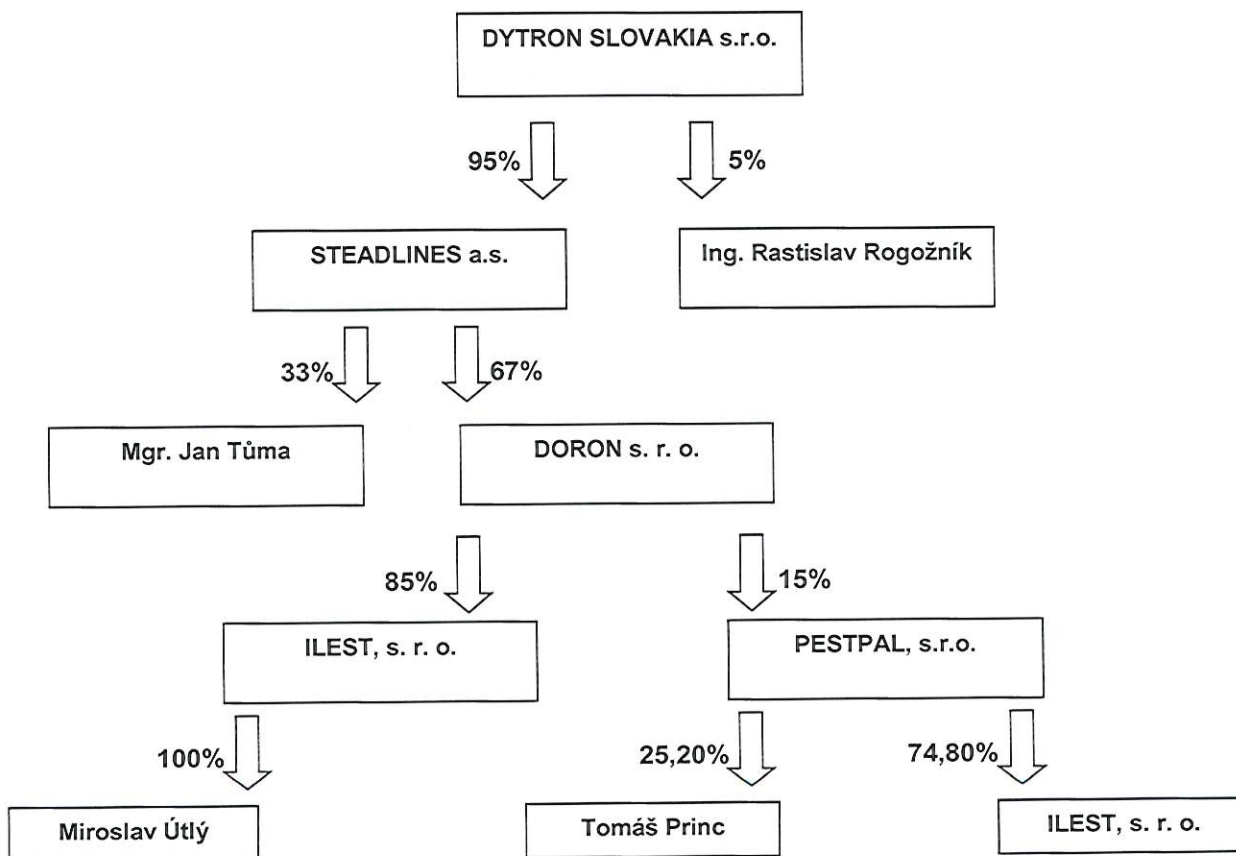 DYTRON SLOVAKIA s.r.o.
95%
5%
STEADLINES a.s.
Ing. Rastislav Rogožník
33%
67%
Mgr. Jan Tůma
DORON s. r. o.
85%
15%
ILEST, s. r. o.
PESTPAL, s.r.o.
100%
25,20%
74,80%
Miroslav Útlý
Tomáš Princ
ILEST, s. r. o.